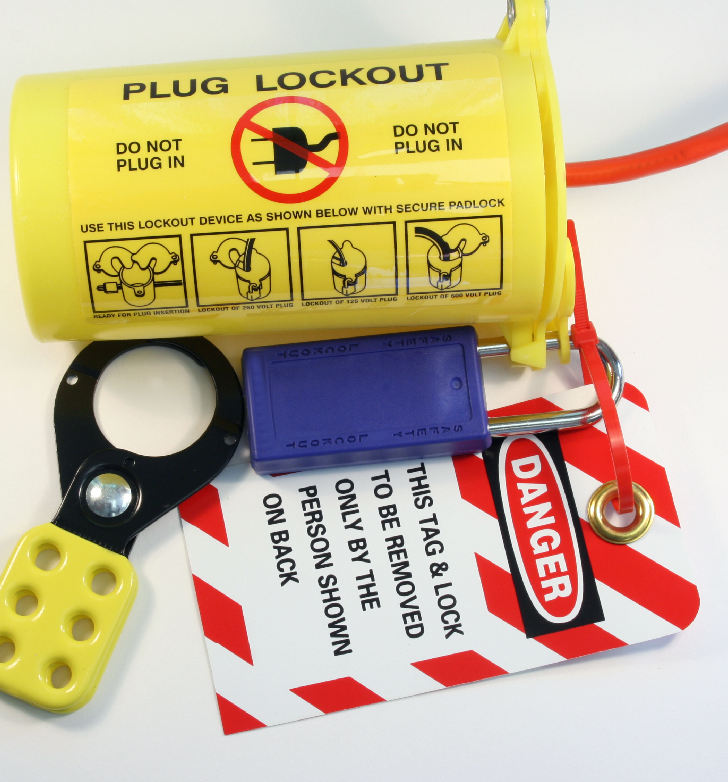 PLUG LOCKOUT
DO NOT
PLUG IN
DO NOT
PLUG IN
USE THIS LOCKOUT DEVICE AS SHOWN BELOW WITH SECURE PADLOCK
READY FOR PLUG INSERTION
LOCKOUT OF 250 VOLT PLUG
LOCKOUT OF 125 VOLT PLUG
LOCKOUT OF 500 VOLT PLUG
SAFETY
LOCKOUT
SAFETY
LOCKOUT
DANGER
THIS TAG & LOCK
TO BE REMOVED
ONLY BY THE
PERSON SHOWN
ON BACK